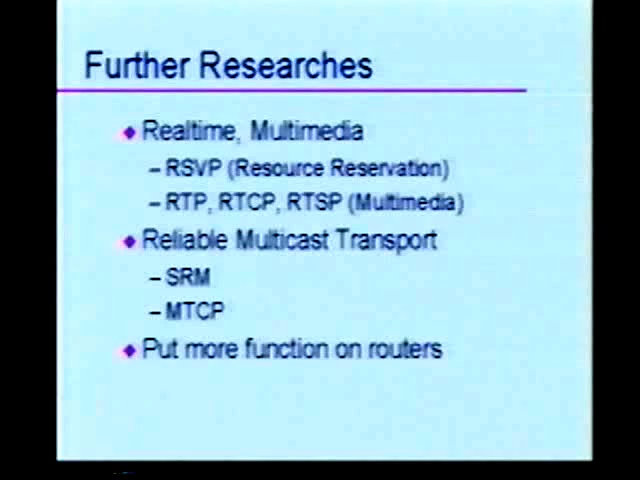 Further Researches
◆ Realtime, Multimedia
– RSVP (Resource Reservation)
– RTP, RTCP, RTSP (Multimedia)
◆ Reliable Multicast Transport
– SRM
– MTCP
◆ Put more function on routers